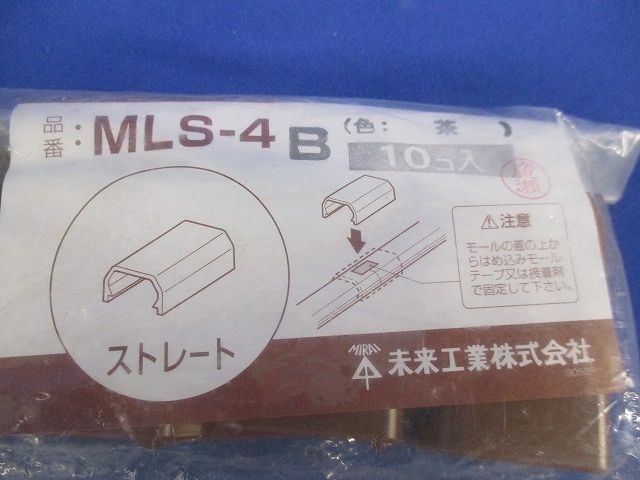 品番：MLS-4B（色：茶）
10コ入
廣瀬
⚠注意
モールの蓋の上か
らはめ込みモール
テープ又は接着剤
で固定して下さい。
ストレート
MIRAI
未来工業株式会社